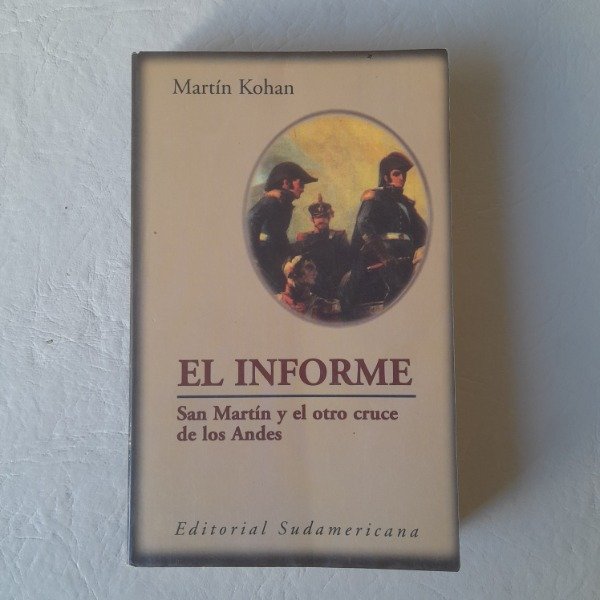 Martín Kohan
EL INFORME
San Martín y el otro cruce
de los Andes
Editorial Sudamericana